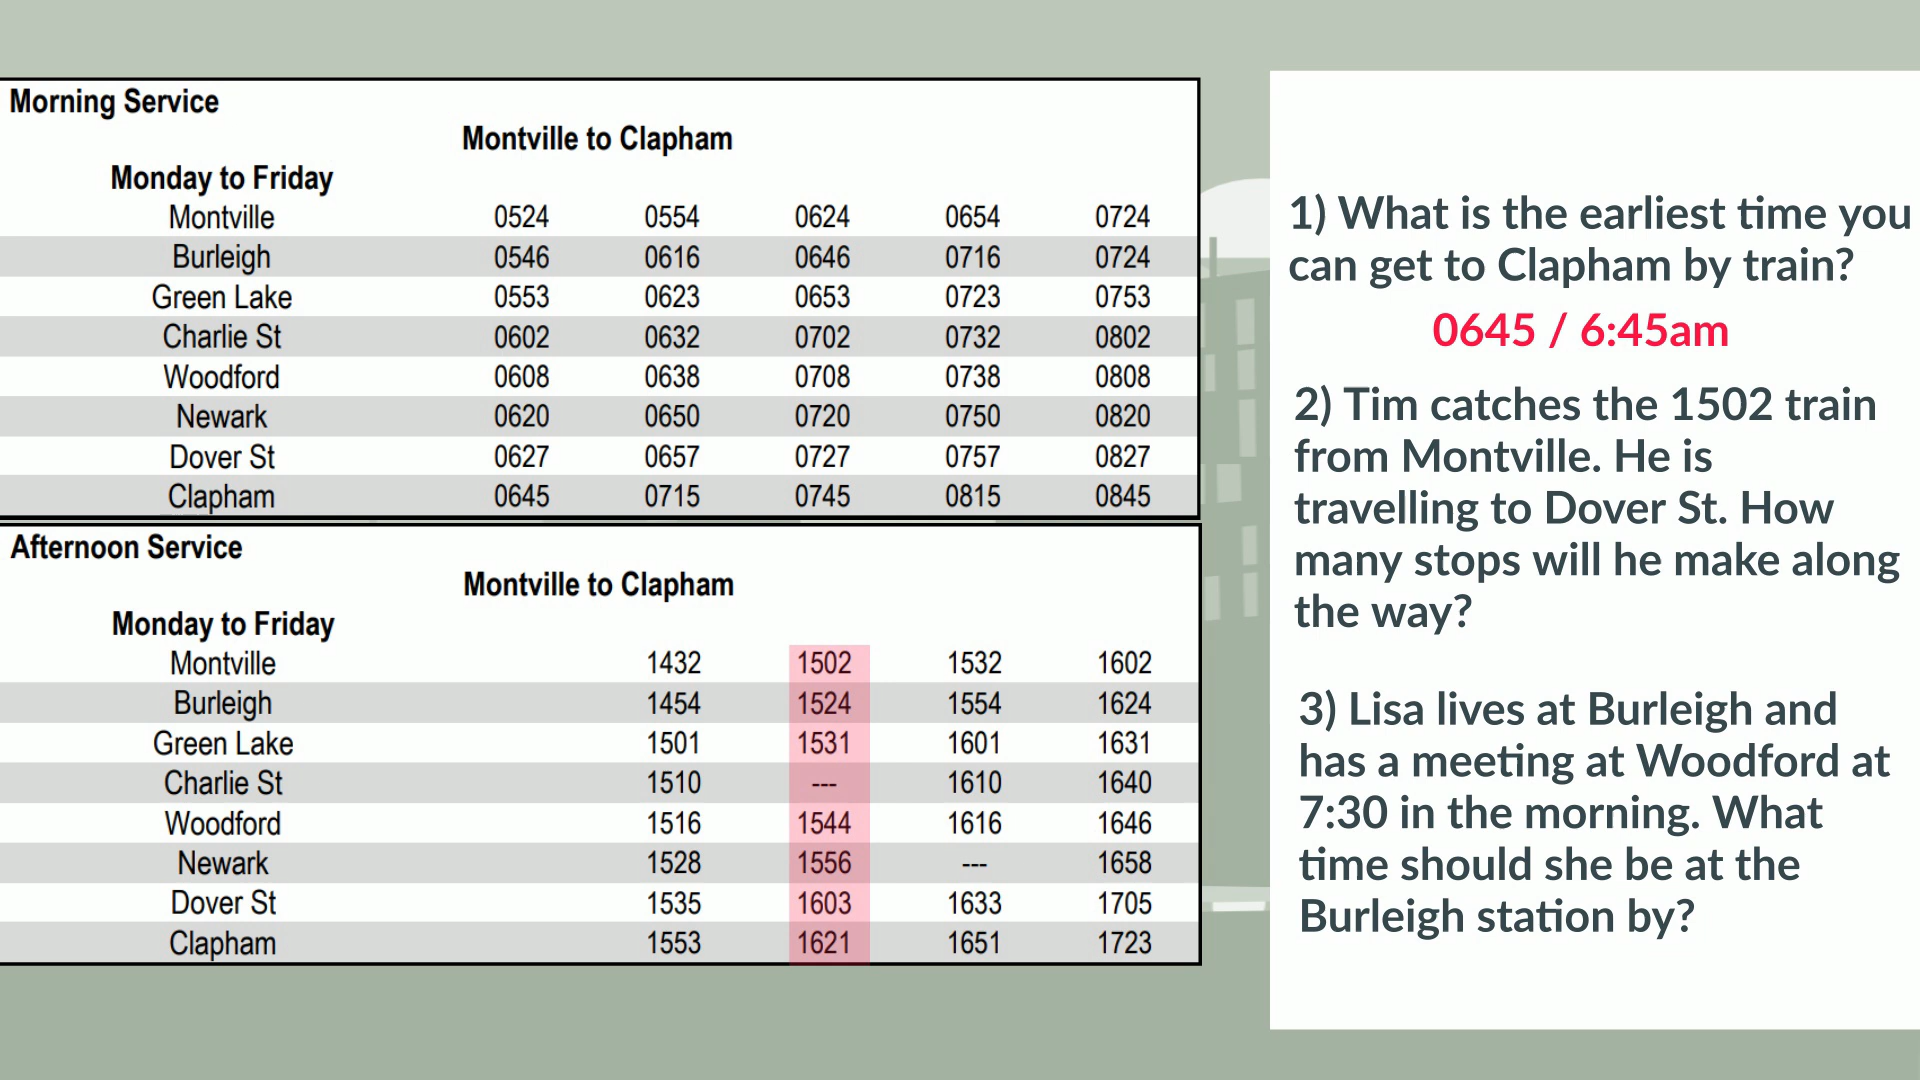 Morning Service
Montville to Clapham
Monday to Friday
Montville 0524 0554 0624 0654 0724
Burleigh 0546 0616 0646 0716 0724
Green Lake 0553 0623 0653 0723 0753
Charlie St 0602 0632 0702 0732 0802
Woodford 0608 0638 0708 0738 0808
Newark 0620 0650 0720 0750 0820
Dover St 0627 0657 0727 0757 0827
Clapham 0645 0715 0745 0815 0845
Afternoon Service
Montville to Clapham
Monday to Friday
Montville 1432 1502 1532 1602
Burleigh 1454 1524 1554 1624
Green Lake 1501 1531 1601 1631
Charlie St 1510 --- 1610 1640
Woodford 1516 1544 1616 1646
Newark 1528 1556 --- 1658
Dover St 1535 1603 1633 1705
Clapham 1553 1621 1651 1723
1) What is the earliest time you
can get to Clapham by train?
0645 / 6:45am
2) Tim catches the 1502 train
from Montville. He is
travelling to Dover St. How
many stops will he make along
the way?
3) Lisa lives at Burleigh and
has a meeting at Woodford at
7:30 in the morning. What
time should she be at the
Burleigh station by?